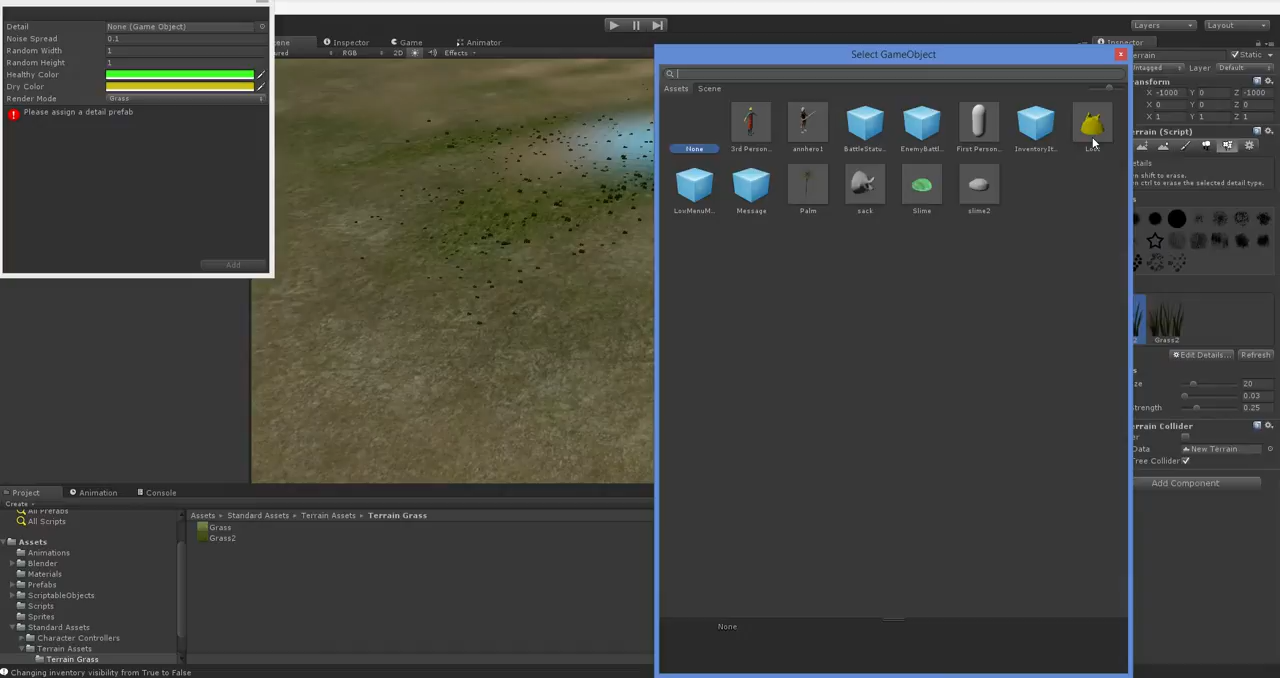 Detail None (Game Object)
Noise Spread 0.1
Random Width 1
Random Height 1
Healthy Color
Dry Color
Render Mode Grass
Please assign a detail prefab
Add
Inspector
Game
Animator
RGB
2D
Effects
Layers
Layout
Select GameObject
Assets
Scene
None
3rd Person...
annhero1
BattleStatu...
EnemyBattl...
First Person...
InventoryIt...
LowMenuM...
Message
Palm
sack
Slime
slime2
None
Inspector
Static
Untagged
Layer Default
X -1000 Y 0 Z -1000
X 0 Y 0 Z 0
X 1 Y 1 Z 1
(Script)
Grass2
Edit Details...
Refresh
20
0.03
0.25
Collider
New Terrain
Add Component
Project
Animation
Console
Create
All Prefabs
All Scripts
Assets
Animations
Blender
Materials
Prefabs
ScriptableObjects
Scripts
Sprites
Standard Assets
Character Controllers
Terrain Assets
Terrain Grass
Assets ▸ Standard Assets ▸ Terrain Assets ▸ Terrain Grass
Grass
Grass2
Changing inventory visibility from True to False